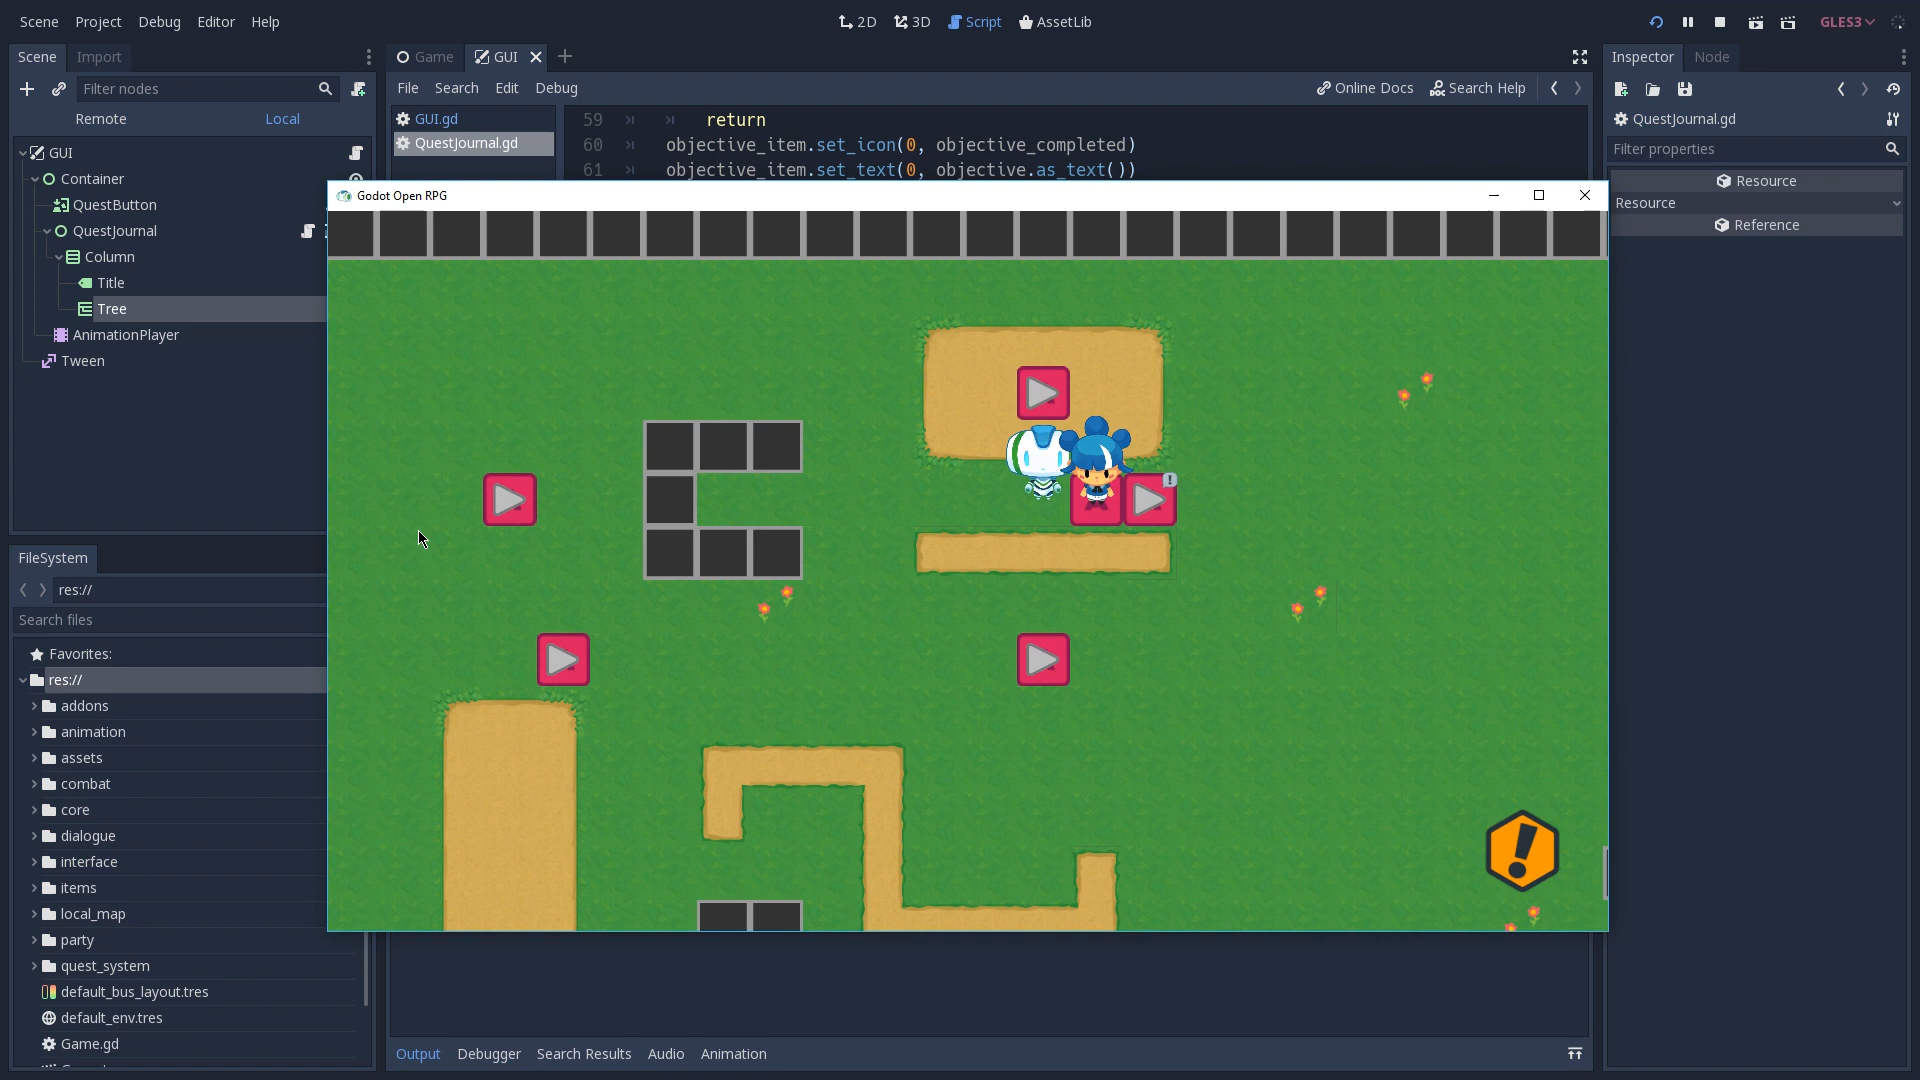 Scene Project Debug Editor Help
2D 3D Script AssetLib
GLES3
Scene Import
Game GUI
Inspector Node
Filter nodes
File Search Edit Debug
Online Docs Search Help
Remote Local
GUI.gd
QuestJournal.gd
59 return
60 objective_item.set_icon(0, objective_completed)
61 objective_item.set_text(0, objective.as_text())
QuestJournal.gd
Filter properties
Resource
Resource
Reference
GUI
Container
QuestButton
QuestJournal
Column
Title
Tree
AnimationPlayer
Tween
Godot Open RPG
FileSystem
res://
Search files
Favorites:
res://
addons
animation
assets
combat
core
dialogue
interface
items
local_map
party
quest_system
default_bus_layout.tres
default_env.tres
Game.gd
Output Debugger Search Results Audio Animation